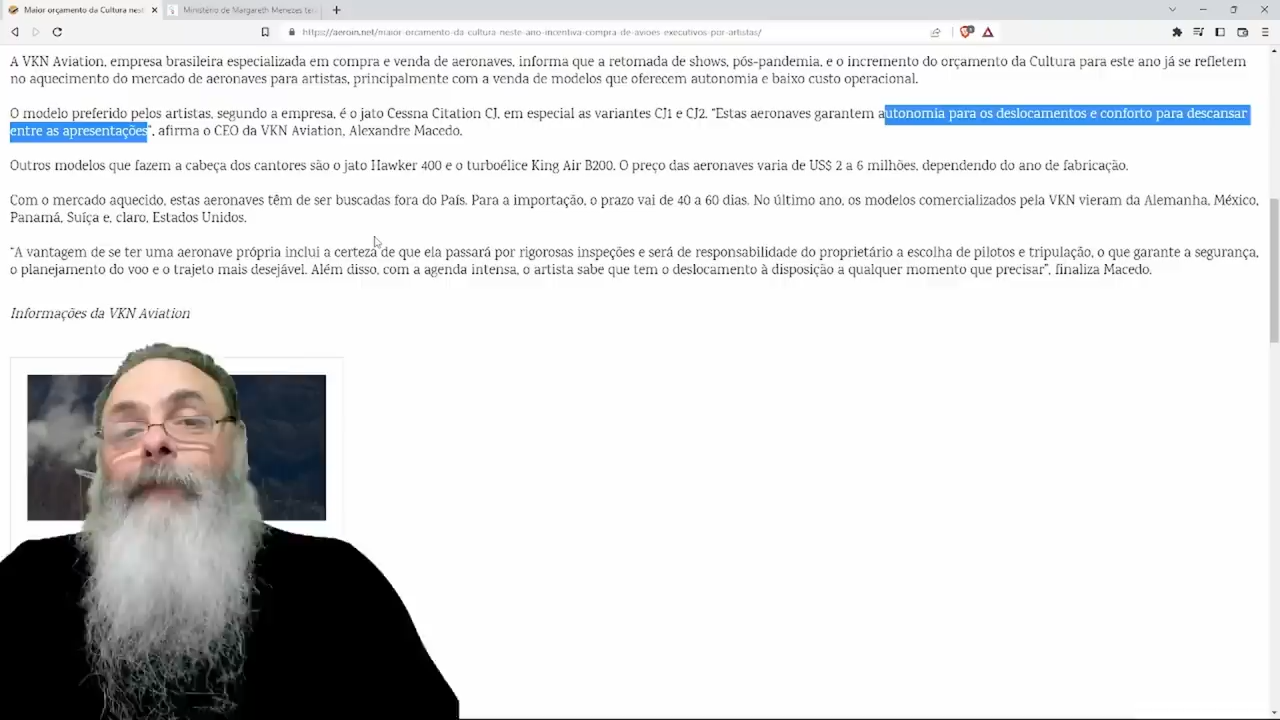 Maior orçamento da Cultura nest
Ministério de Margareth Menezes te
https://aeroin.net/maior-orcamento-da-cultura-neste-ano-incentiva-compra-de-avioes-executivos-por-artistas/
A VKN Aviation, empresa brasileira especializada em compra e venda de aeronaves, informa que a retomada de shows, pós-pandemia, e o incremento do orçamento da Cultura para este ano já se refletem
no aquecimento do mercado de aeronaves para artistas, principalmente com a venda de modelos que oferecem autonomia e baixo custo operacional.
O modelo preferido pelos artistas, segundo a empresa, é o jato Cessna Citation CJ, em especial as variantes CJ1 e CJ2. “Estas aeronaves garantem autonomia para os deslocamentos e conforto para descansar
entre as apresentações”, afirma o CEO da VKN Aviation, Alexandre Macedo.
Outros modelos que fazem a cabeça dos cantores são o jato Hawker 400 e o turboélice King Air B200. O preço das aeronaves varia de US$ 2 a 6 milhões, dependendo do ano de fabricação.
Com o mercado aquecido, estas aeronaves têm de ser buscadas fora do País. Para a importação, o prazo vai de 40 a 60 dias. No último ano, os modelos comercializados pela VKN vieram da Alemanha, México,
Panamá, Suíça e, claro, Estados Unidos.
“A vantagem de se ter uma aeronave própria inclui a certeza de que ela passará por rigorosas inspeções e será de responsabilidade do proprietário a escolha de pilotos e tripulação, o que garante a segurança,
o planejamento do voo e o trajeto mais desejável. Além disso, com a agenda intensa, o artista sabe que tem o deslocamento à disposição a qualquer momento que precisar”, finaliza Macedo.
Informações da VKN Aviation